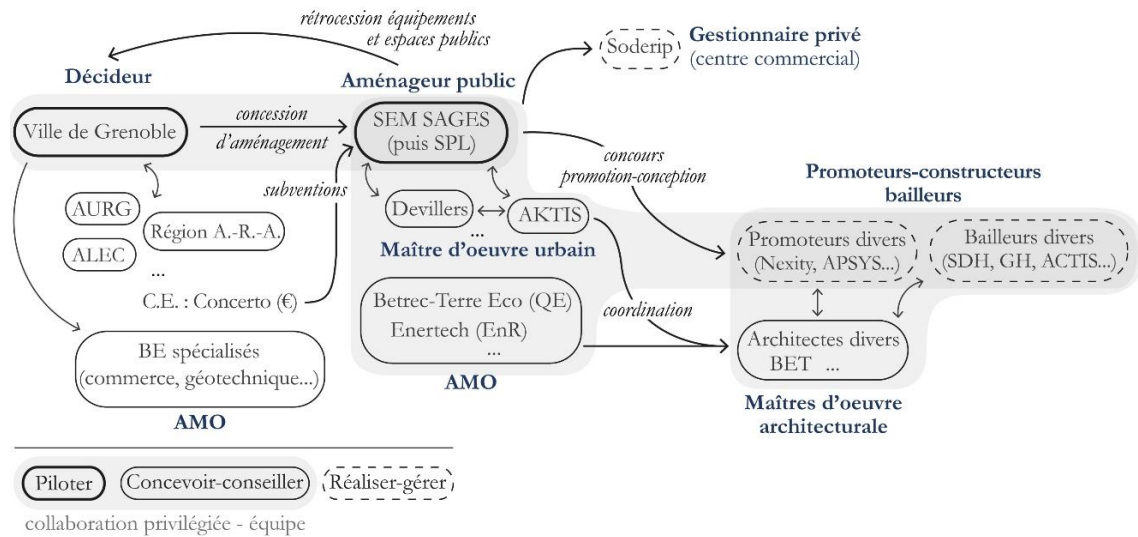 rétrocession équipements
et espaces publics
Soderip
Gestionnaire privé
(centre commercial)
Décideur
Aménageur public
Ville de Grenoble
concession
d'aménagement
SEM SAGES
(puis SPL)
concours
promotion-conception
Promoteurs-constructeurs
bailleurs
subventions
AURG
Région A.-R.-A.
ALEC
...
Devillers
AKTIS
...
Maître d'oeuvre urbain
Promoteurs divers
(Nexity, APSYS...)
Bailleurs divers
(SDH, GH, ACTIS...)
C.E. : Concerto (€)
Betrec-Terre Eco (QE)
Enertech (EnR)
...
coordination
BE spécialisés
(commerce, géotechnique...)
Architectes divers
BET ...
AMO
AMO
Maîtres d'oeuvre
architecturale
Piloter
Concevoir-conseiller
Réaliser-gérer
collaboration privilégiée - équipe